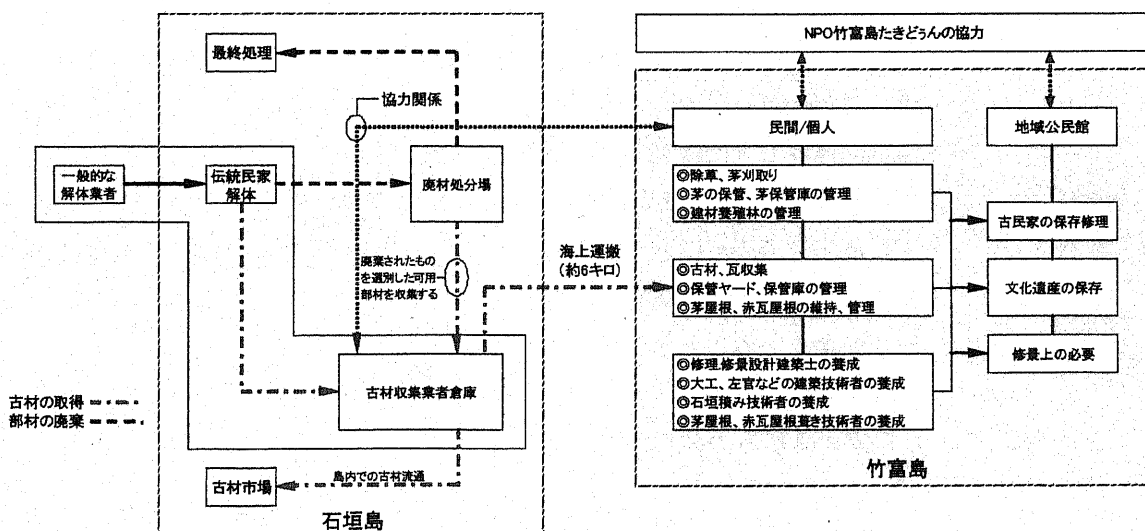 最終処理
協力関係
一般的な
解体業者
伝統民家
解体
廃材処分場
廃棄されたもの
を選別した可用
部材を収集する
古材の取得
部材の廃棄
古材収集業者倉庫
古材市場
島内での古材流通
石垣島
海上運搬
(約6キロ)
NPO竹富島たきどぅんの協力
民間/個人
地域公民館
◎除草、茅刈取り
◎茅の保管、茅保管庫の管理
◎建材養殖林の管理
◎古材、瓦収集
◎保管ヤード、保管庫の管理
◎茅屋根、赤瓦屋根の維持、管理
◎修理.修景設計建築士の養成
◎大工、左官などの建築技術者の養成
◎石垣積み技術者の養成
◎茅屋根、赤瓦屋根葺き技術者の養成
古民家の保存修理
文化遺産の保存
修景上の必要
竹富島